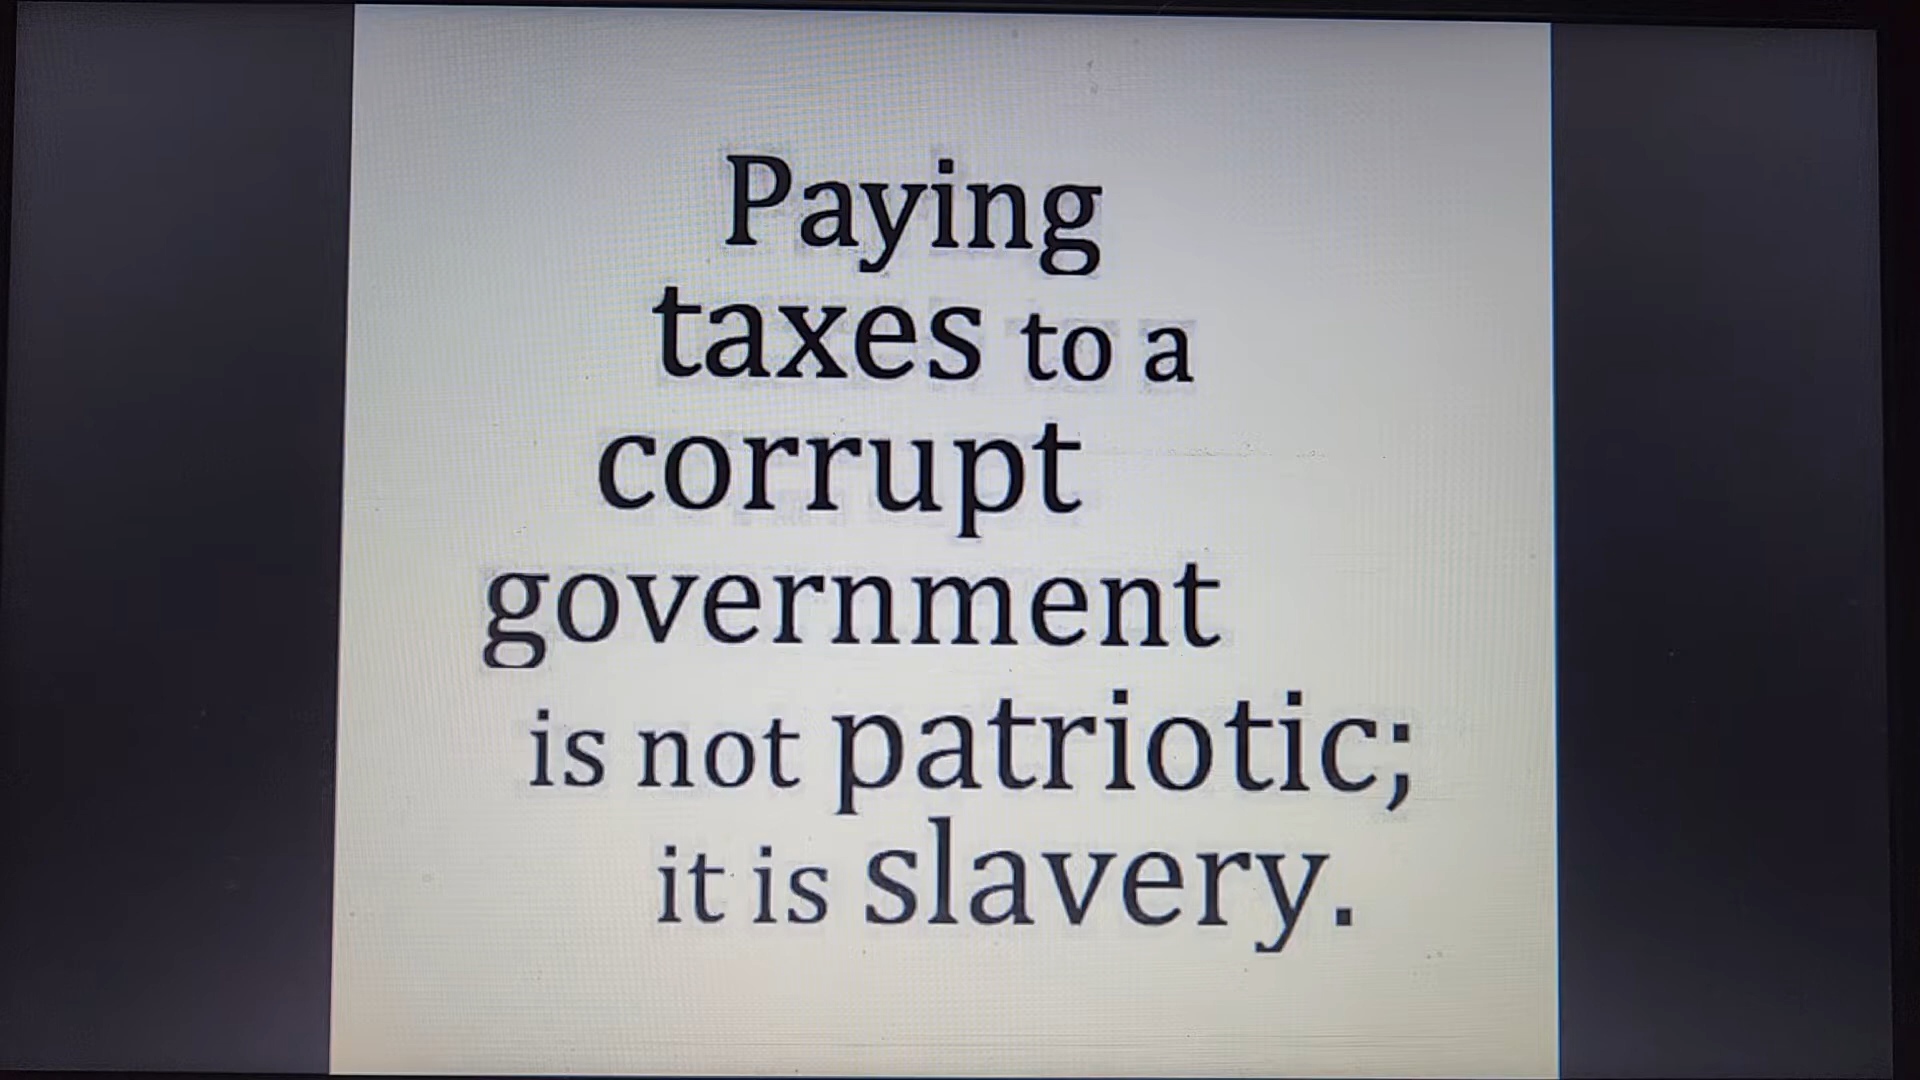 Paying
taxes to a
corrupt
government
is not patriotic;
it is slavery.